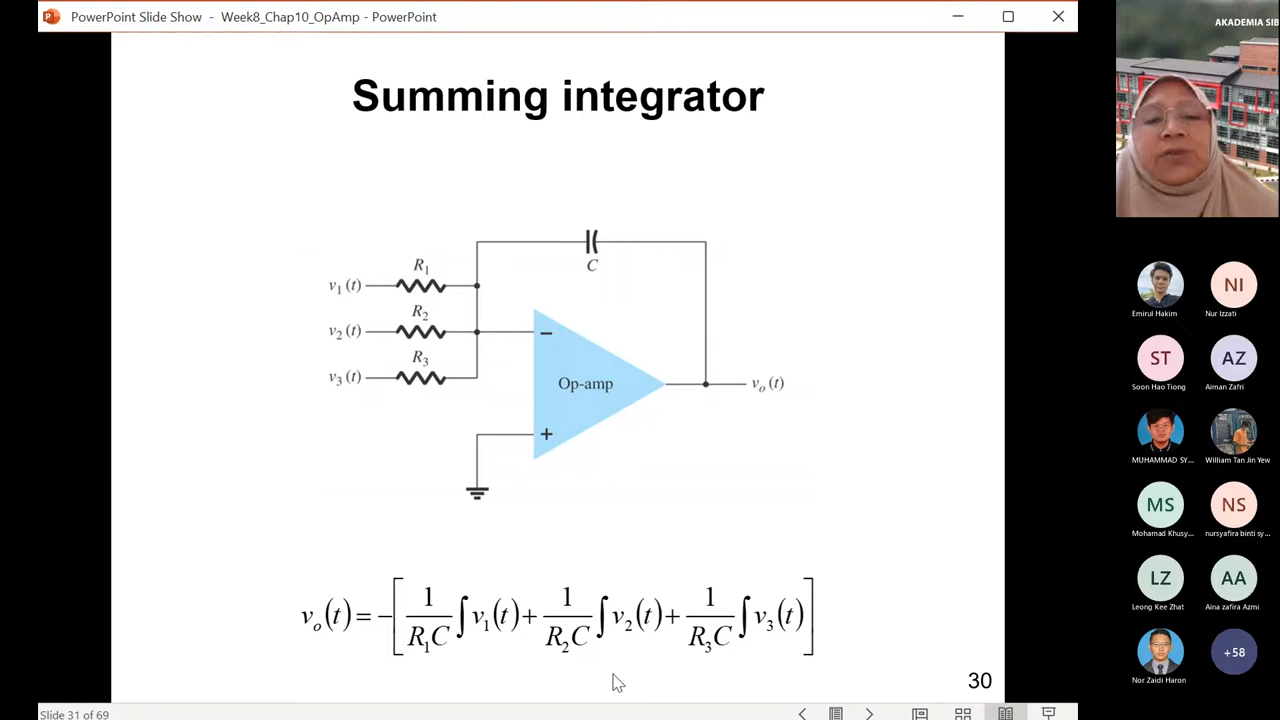 PowerPoint Slide Show - Week8_Chap10_OpAmp - PowerPoint
AKADEMIA SIB
Summing integrator
C
R₁
v₁(t)
R₂
v₂(t)
R₃
v₃(t)
−
Op-amp
+
vₒ(t)
vₒ(t) = −[1/R₁C ∫v₁(t) + 1/R₂C ∫v₂(t) + 1/R₃C ∫v₃(t)]
30
Slide 31 of 69
Emirul Hakim
NI
Nur Izzati
ST
Soon Hao Tiong
AZ
Aiman Zafri
MUHAMMAD SY...
William Tan Jin Yew
MS
Mohamad Khusy...
NS
nursyafira binti sy...
LZ
Leong Kee Zhat
AA
Aina zafira Azmi
Nor Zaidi Haron
+58